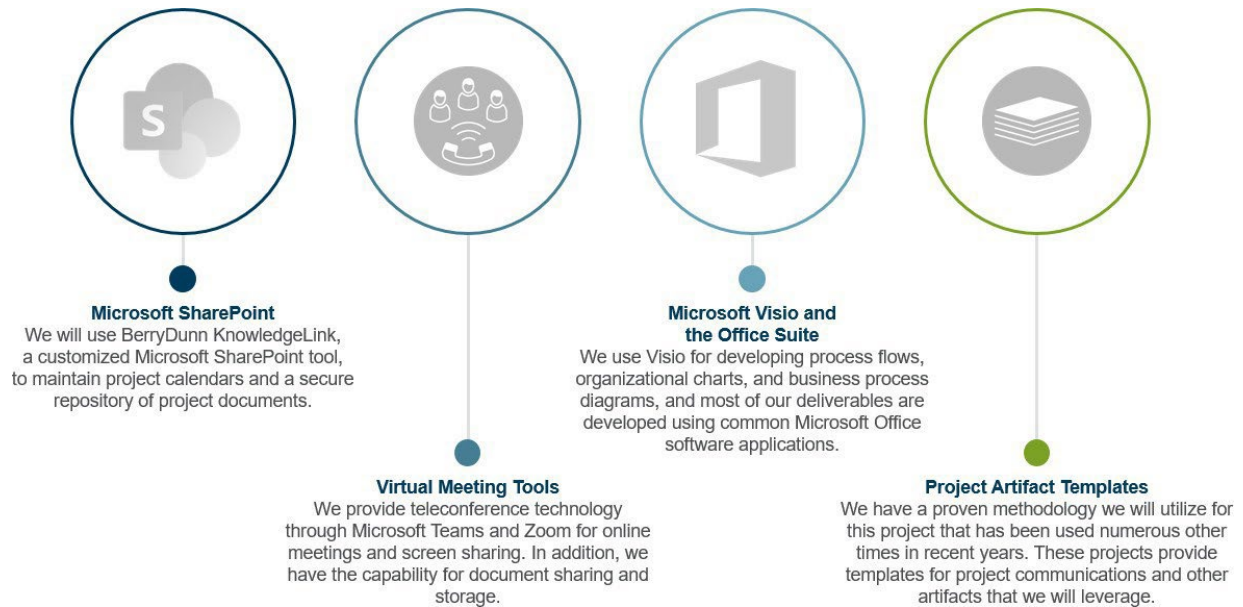 S
Microsoft SharePoint
We will use BerryDunn KnowledgeLink,
a customized Microsoft SharePoint tool,
to maintain project calendars and a secure
repository of project documents.
Virtual Meeting Tools
We provide teleconference technology
through Microsoft Teams and Zoom for online
meetings and screen sharing. In addition, we
have the capability for document sharing and
storage.
Microsoft Visio and
the Office Suite
We use Visio for developing process flows,
organizational charts, and business process
diagrams, and most of our deliverables are
developed using common Microsoft Office
software applications.
Project Artifact Templates
We have a proven methodology we will utilize for
this project that has been used numerous other
times in recent years. These projects provide
templates for project communications and other
artifacts that we will leverage.